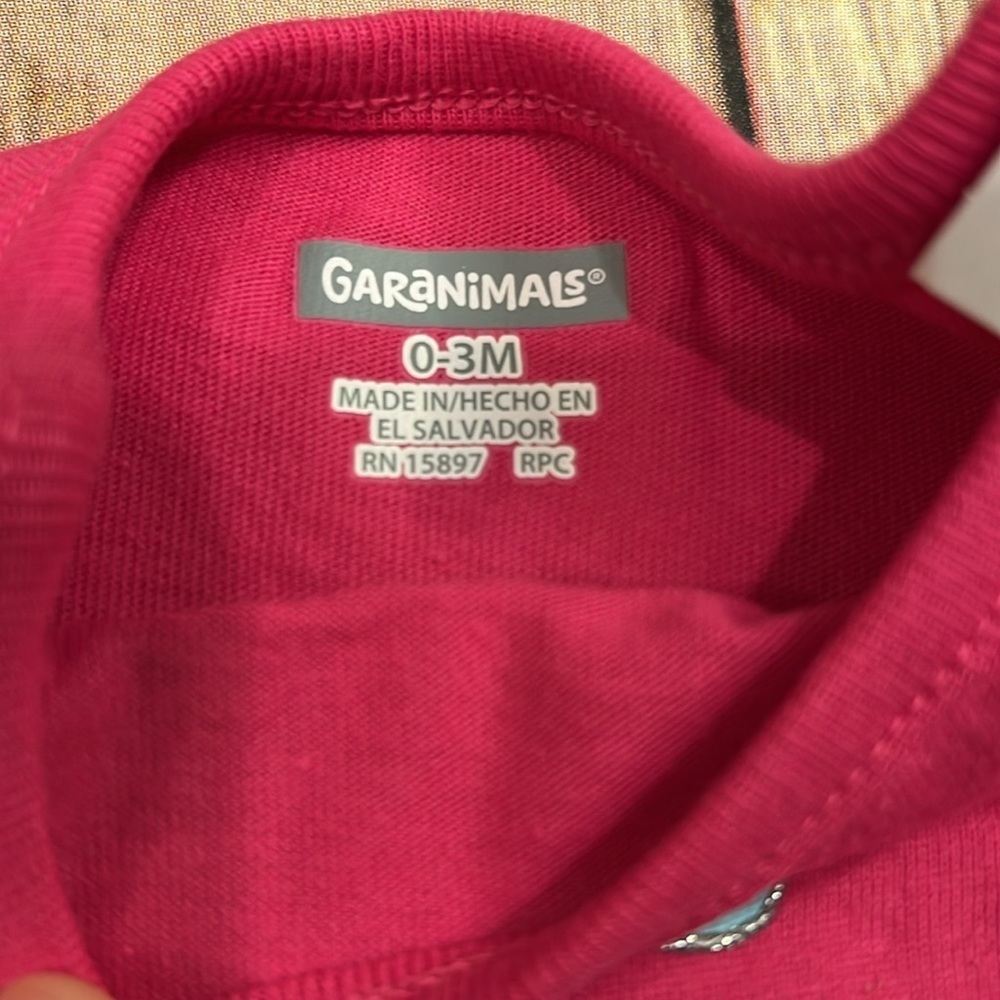 GARANiMALS®
0-3M
MADE IN/HECHO EN
EL SALVADOR
RN 15897 RPC